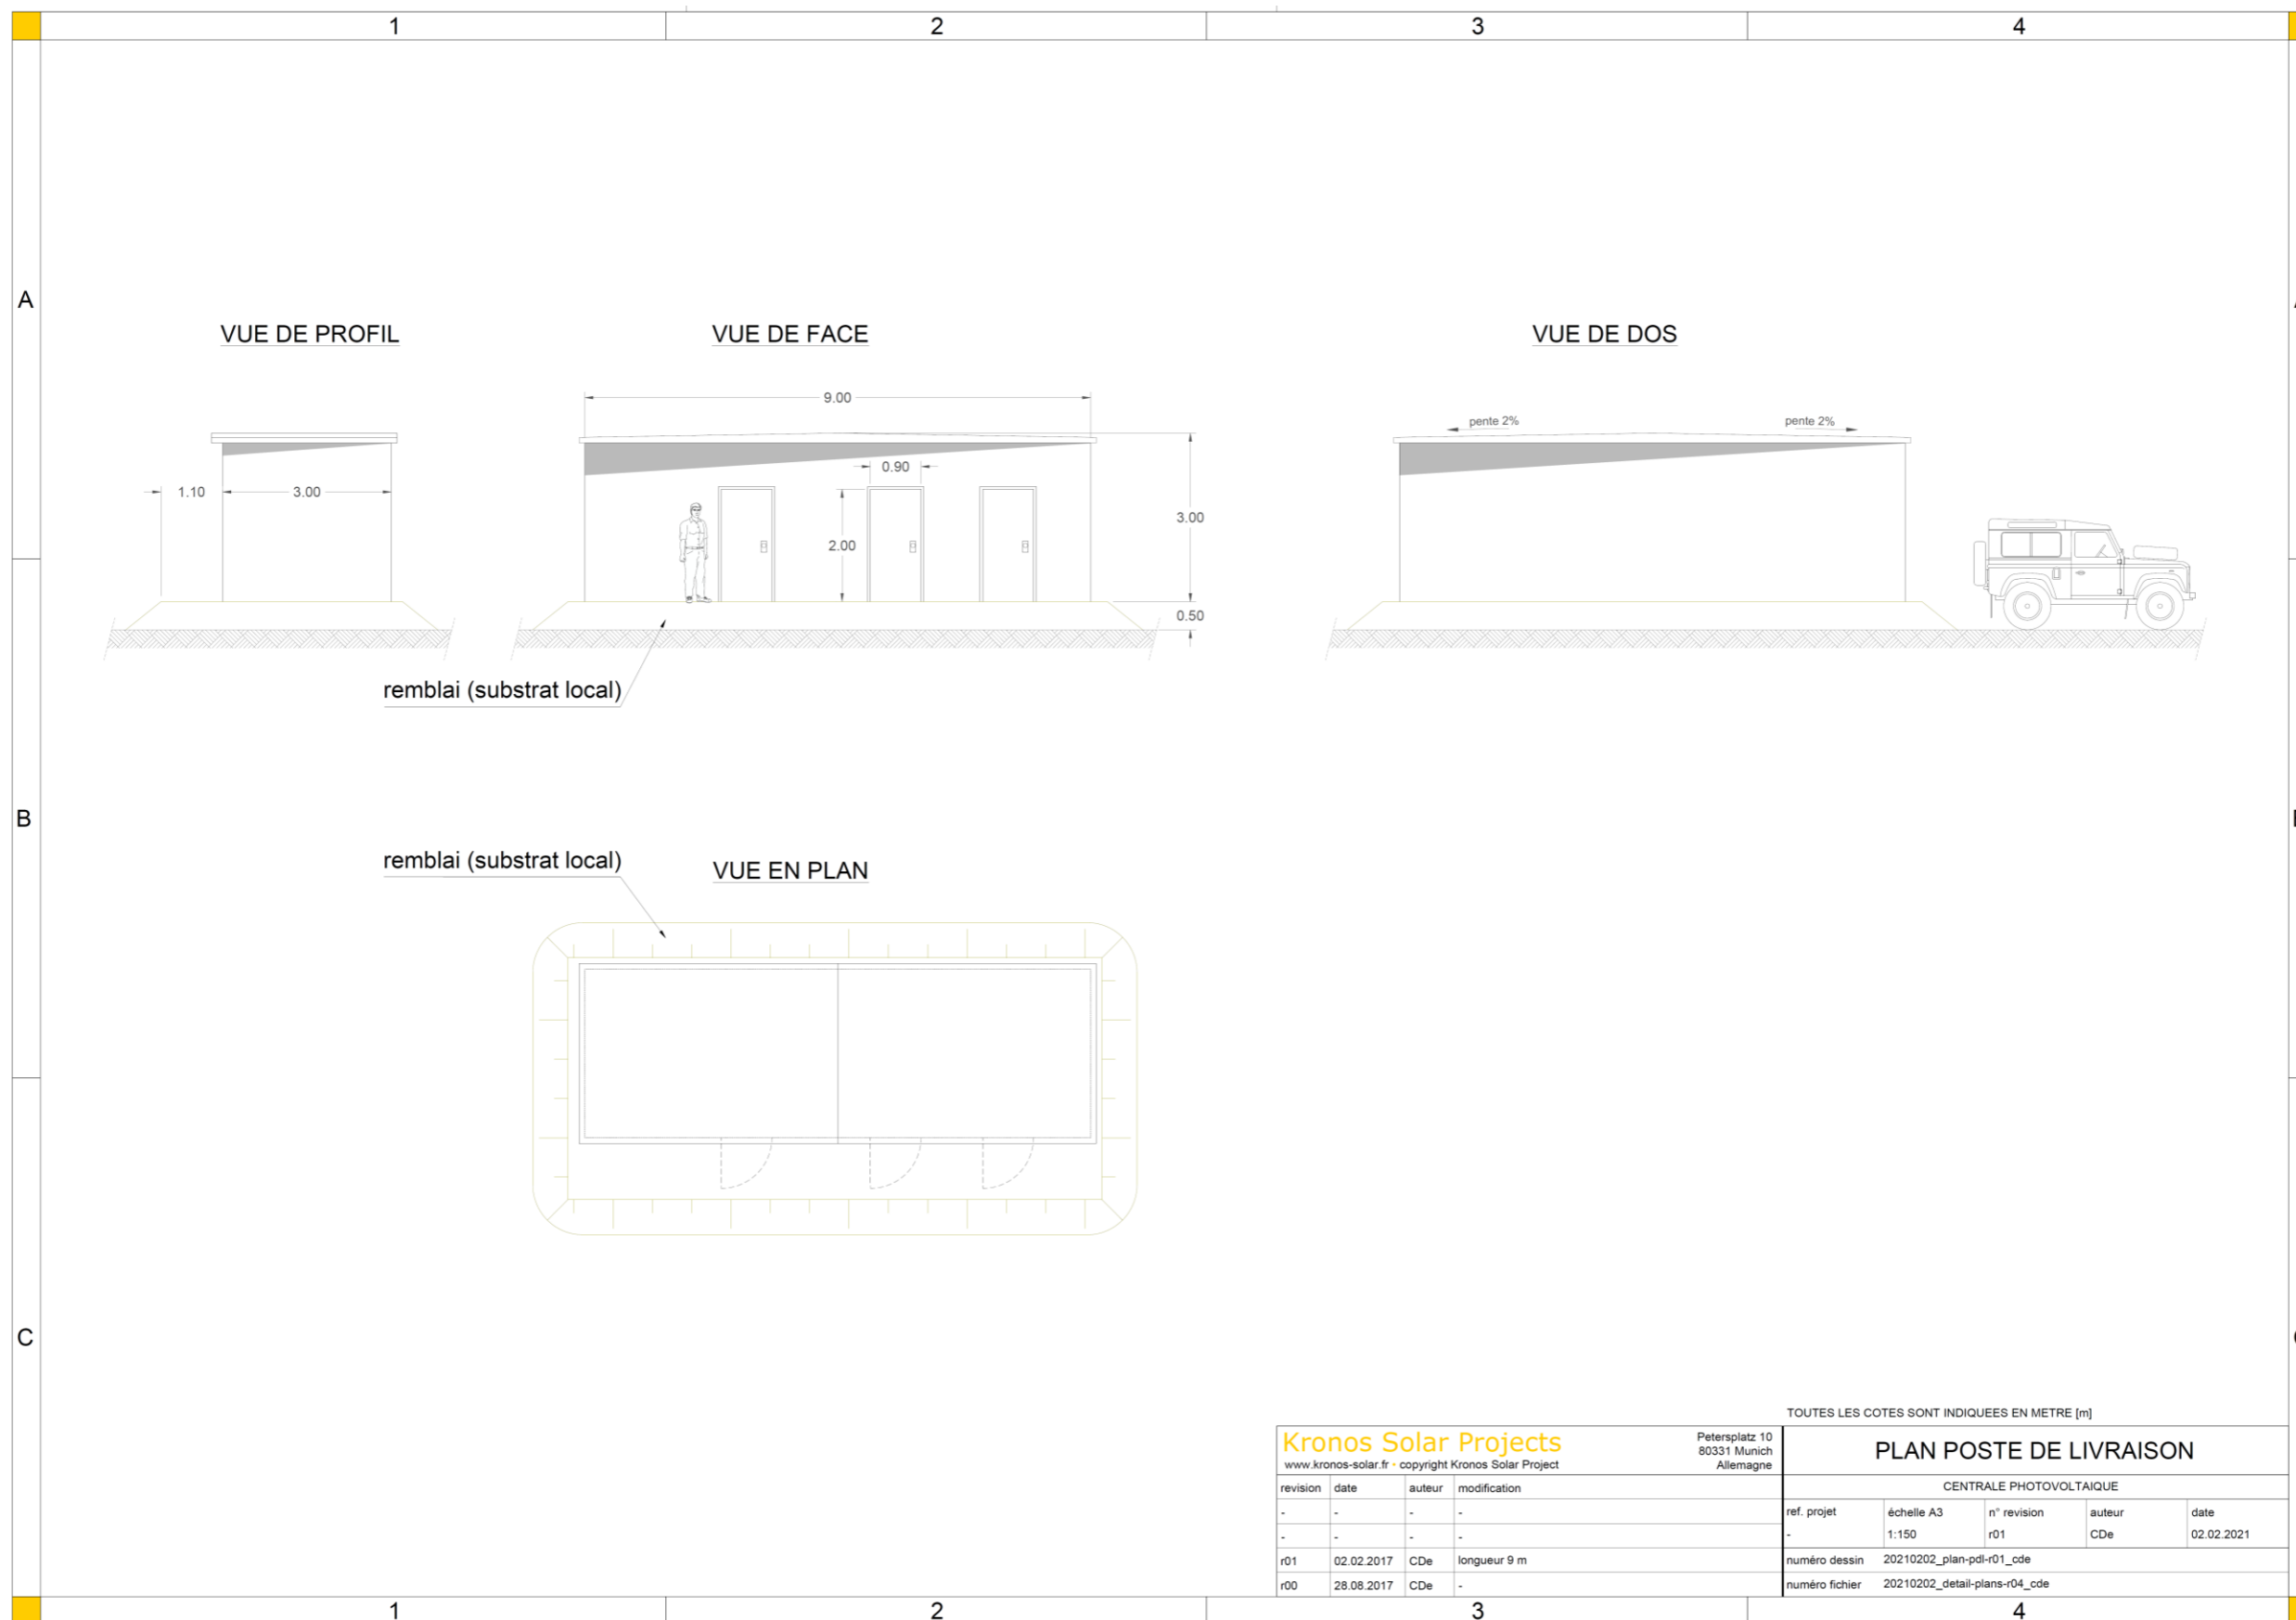 1 2 3 4
A
VUE DE PROFIL VUE DE FACE VUE DE DOS
9.00
pente 2% pente 2%
0.90
1.10 3.00
3.00
2.00
0.50
remblai (substrat local)
B
remblai (substrat local)
VUE EN PLAN
C
TOUTES LES COTES SONT INDIQUEES EN METRE [m]
Kronos Solar Projects
www.kronos-solar.fr • copyright Kronos Solar Project
Petersplatz 10
80331 Munich
Allemagne
revision date auteur modification
- - - -
- - - -
r01 02.02.2017 CDe longueur 9 m
r00 28.08.2017 CDe -
PLAN POSTE DE LIVRAISON
CENTRALE PHOTOVOLTAIQUE
ref. projet échelle A3 n° revision auteur date
- 1:150 r01 CDe 02.02.2021
numéro dessin 20210202_plan-pdl-r01_cde
numéro fichier 20210202_detail-plans-r04_cde
1 2 3 4